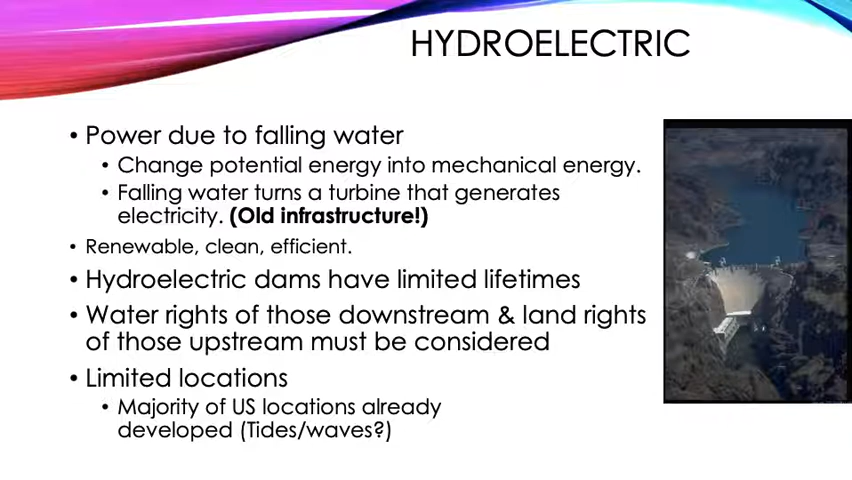 HYDROELECTRIC
• Power due to falling water
• Change potential energy into mechanical energy.
• Falling water turns a turbine that generates
electricity. (Old infrastructure!)
• Renewable, clean, efficient.
• Hydroelectric dams have limited lifetimes
• Water rights of those downstream & land rights
of those upstream must be considered
• Limited locations
• Majority of US locations already
developed (Tides/waves?)